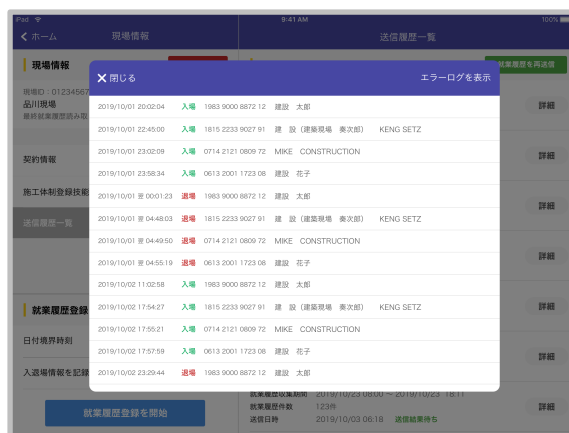 iPad 9:41 AM 100%
ホーム 現場情報 送信履歴一覧
現場情報 就業履歴を再送信
✕閉じる エラーログを表示
現場ID:01234567
品川現場
最終就業履歴読み取
契約情報
施工体制登録技能
送信履歴一覧
就業履歴登録
日付境界時刻
入退場情報を記録
就業履歴登録を開始
2019/10/01 20:02:04 入場 1983 9000 8872 12 建設 太郎
2019/10/01 22:45:00 入場 1815 2233 9027 91 建 設(建築現場 奏次郎) KENG SETZ
2019/10/01 23:02:09 入場 0714 2121 0809 72 MIKE CONSTRUCTION
2019/10/01 23:58:34 入場 0613 2001 1723 08 建設 花子
2019/10/01 翌 00:01:23 退場 1983 9000 8872 12 建設 太郎
2019/10/01 翌 04:48:03 退場 1815 2233 9027 91 建 設(建築現場 奏次郎) KENG SETZ
2019/10/01 翌 04:49:50 退場 0714 2121 0809 72 MIKE CONSTRUCTION
2019/10/01 翌 04:55:19 退場 0613 2001 1723 08 建設 花子
2019/10/02 11:02:58 入場 1983 9000 8872 12 建設 太郎
2019/10/02 17:54:27 入場 1815 2233 9027 91 建 設(建築現場 奏次郎) KENG SETZ
2019/10/02 17:55:21 入場 0714 2121 0809 72 MIKE CONSTRUCTION
2019/10/02 17:57:59 入場 0613 2001 1723 08 建設 花子
2019/10/02 23:29:44 退場 1983 9000 8872 12 建設 太郎
詳細
詳細
詳細
詳細
詳細
詳細
詳細
就業履歴収集期間 2019/10/23 08:00 ~ 2019/10/23 18:11
就業履歴件数 123件
送信日時 2019/10/03 06:18 送信結果待ち